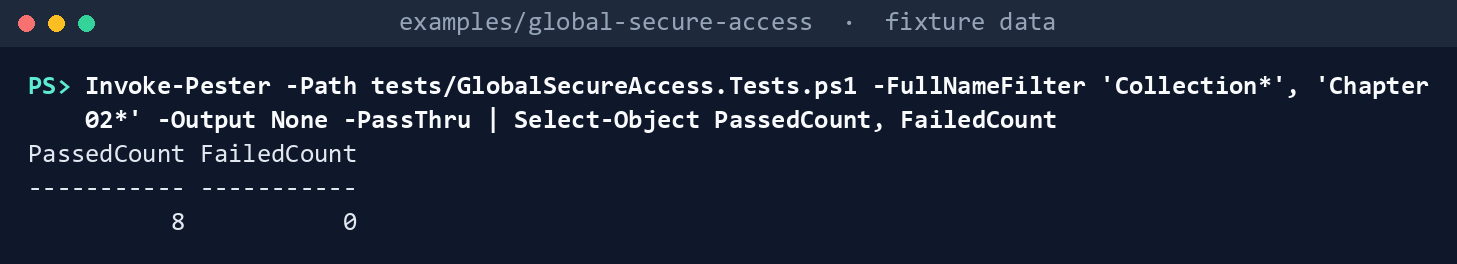 examples/global-secure-access · fixture data
PS> Invoke-Pester -Path tests/GlobalSecureAccess.Tests.ps1 -FullNameFilter 'Collection*', 'Chapter
02*' -Output None -PassThru | Select-Object PassedCount, FailedCount
PassedCount FailedCount
----------- -----------
8 0